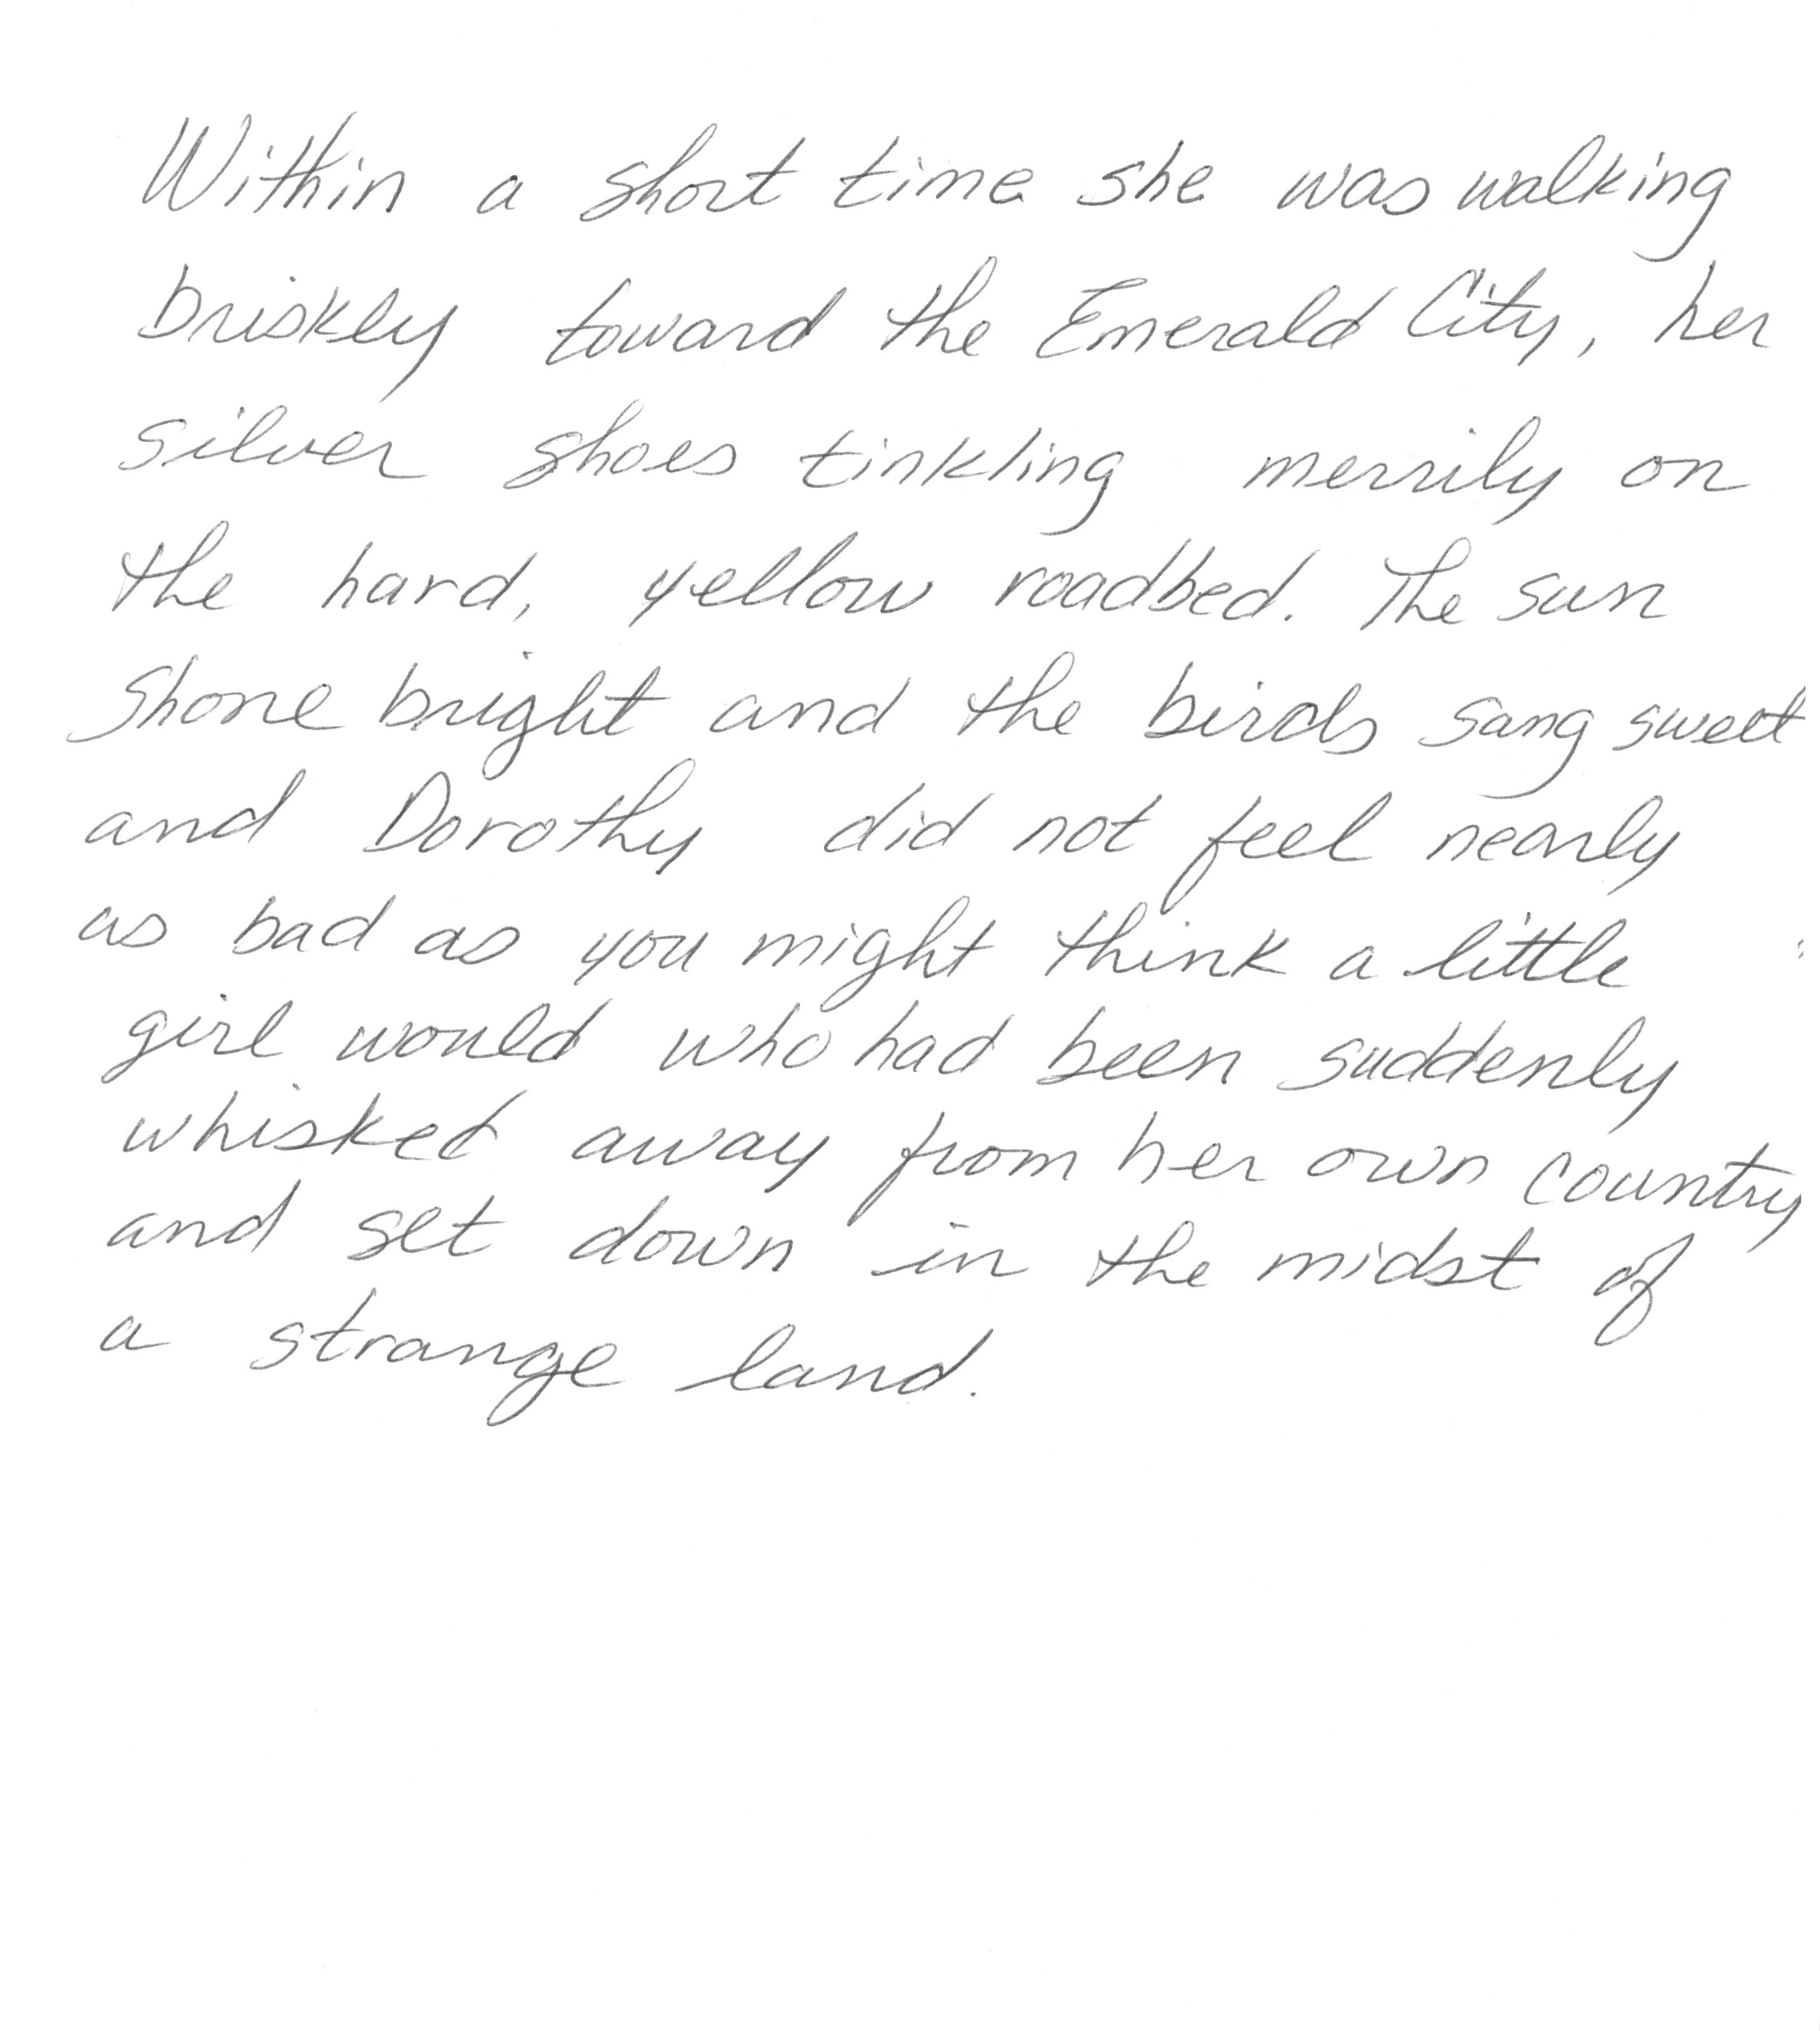 Within a short time she was walking
briskly toward the Emerald City, her
silver shoes tinkling merrily on
the hard, yellow roadbed. The sun
shone bright and the birds sang sweet
and Dorothy did not feel nearly
as bad as you might think a little
girl would who had been suddenly
whisked away from her own country
and set down in the midst of
a strange land.